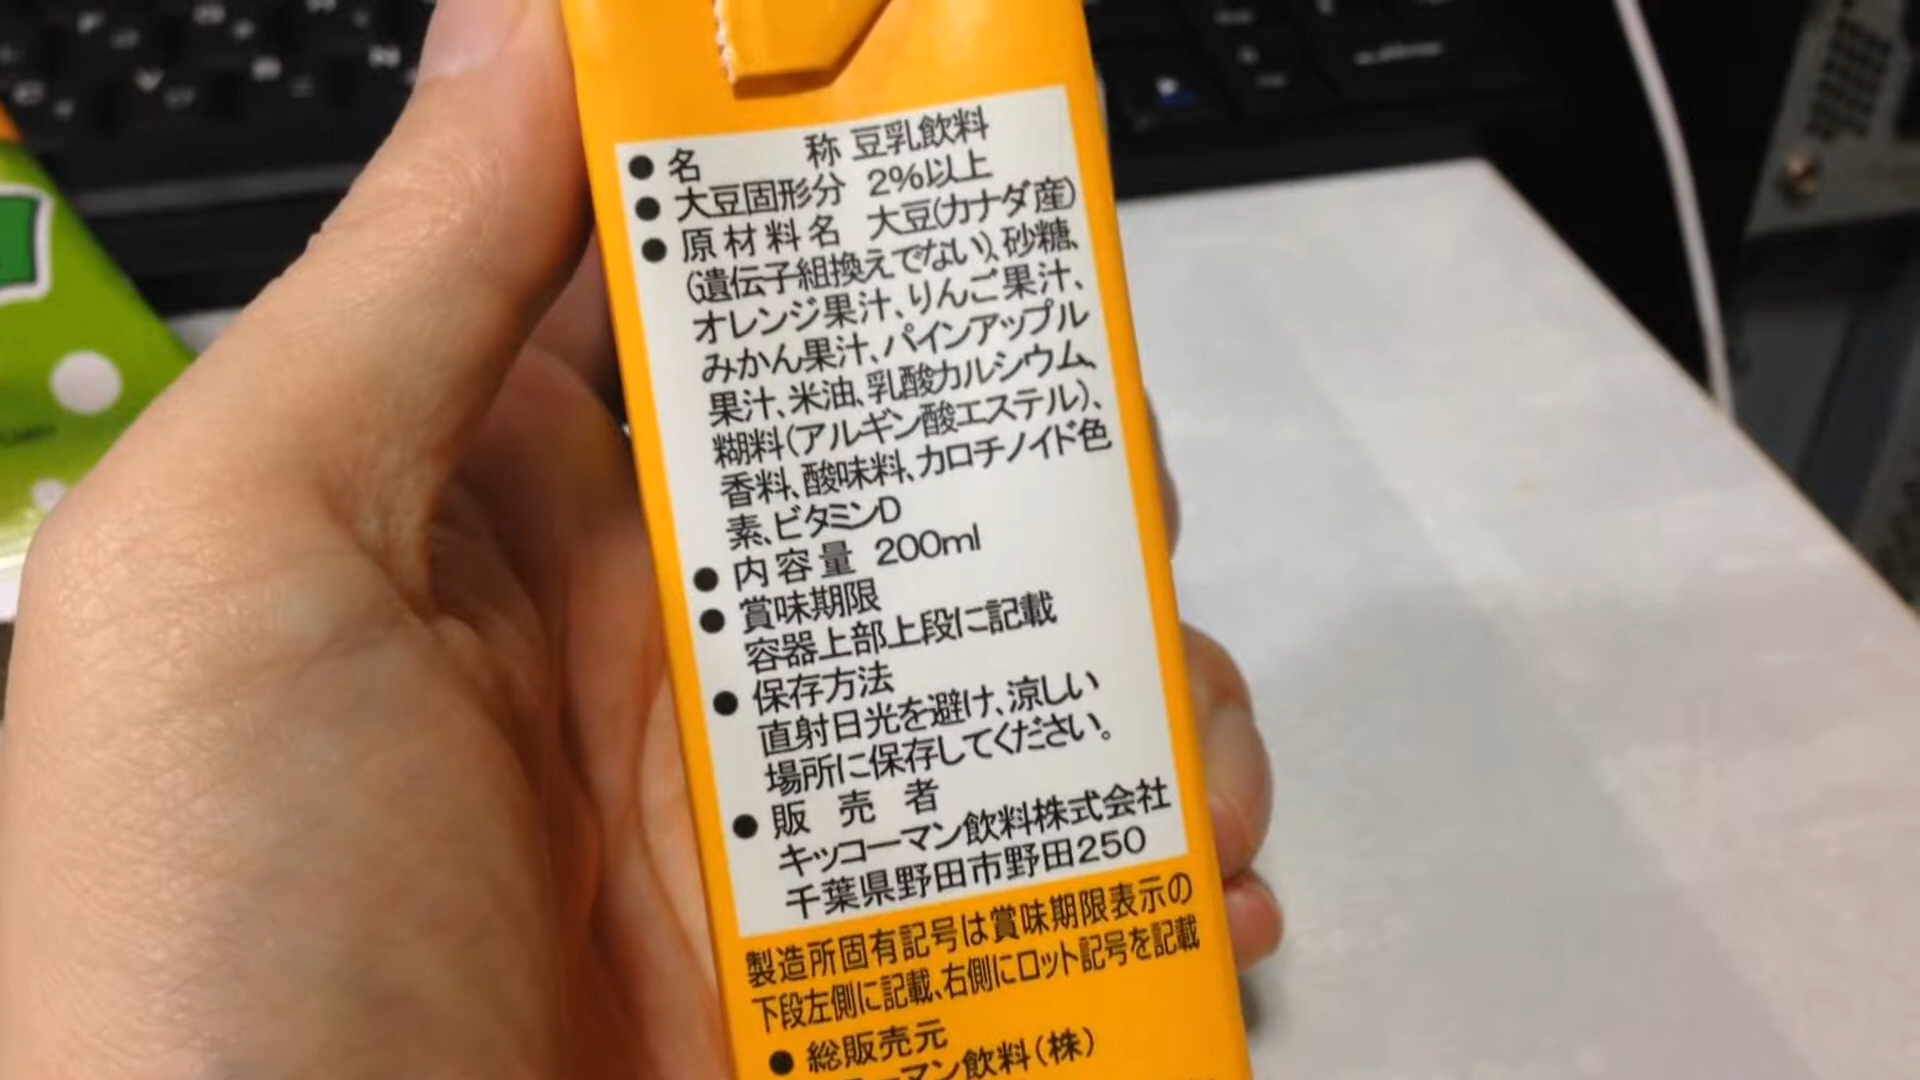 ●名　　称 豆乳飲料
●大豆固形分 2%以上
●原材料名 大豆(カナダ産)
(遺伝子組換えでない)、砂糖、
オレンジ果汁、りんご果汁、
みかん果汁、パインアップル
果汁、米油、乳酸カルシウム、
糊料(アルギン酸エステル)、
香料、酸味料、カロチノイド色
素、ビタミンD
●内容量 200ml
●賞味期限
容器上部上段に記載
●保存方法
直射日光を避け、涼しい
場所に保存してください。
●販売者
キッコーマン飲料株式会社
千葉県野田市野田250
製造所固有記号は賞味期限表示の
下段左側に記載、右側にロット記号を記載
●総販売元
ーマン飲料(株)